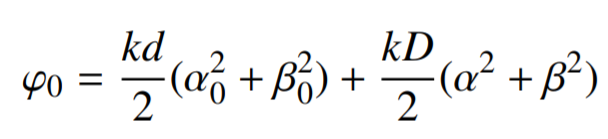 φ₀ = kd/2 (α₀² + β₀²) + kD/2 (α² + β²)